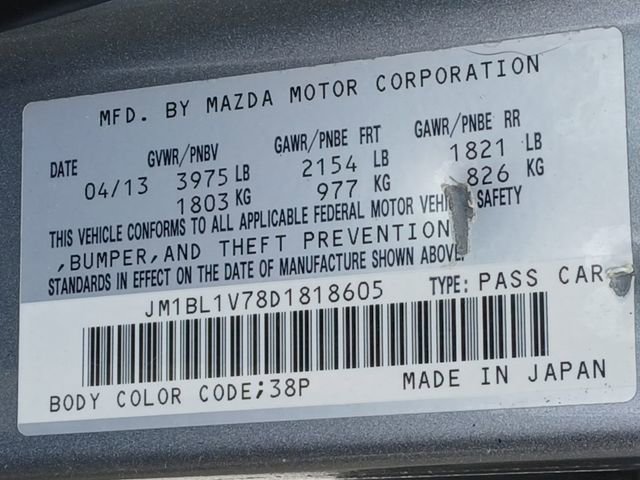 MFD. BY MAZDA MOTOR CORPORATION
DATE GVWR/PNBV GAWR/PNBE FRT GAWR/PNBE RR
04/13 3975 LB 2154 LB 1821 LB
1803 KG 977 KG 826 KG
THIS VEHICLE CONFORMS TO ALL APPLICABLE FEDERAL MOTOR VEHICLE SAFETY
,BUMPER,AND THEFT PREVENTION
STANDARDS IN EFFECT ON THE DATE OF MANUFACTURE SHOWN ABOVE.
JM1BL1V78D1818605 TYPE: PASS CAR
BODY COLOR CODE;38P MADE IN JAPAN